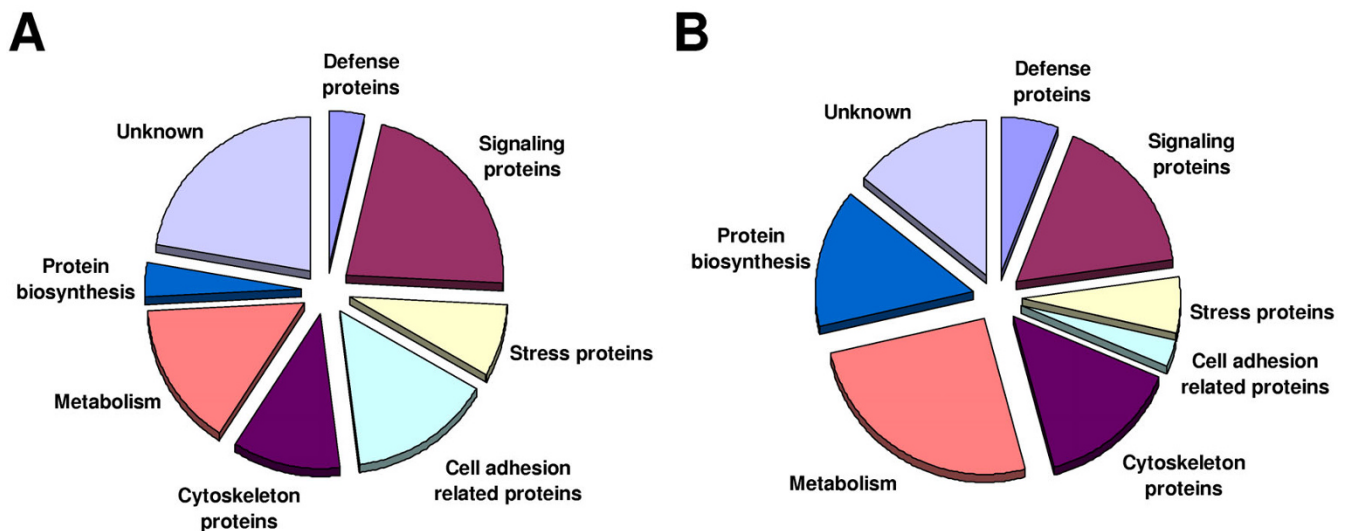 A
Defense
proteins
Unknown
Signaling
proteins
Protein
biosynthesis
Stress proteins
Metabolism
Cell adhesion
related proteins
Cytoskeleton
proteins
B
Defense
proteins
Unknown
Signaling
proteins
Protein
biosynthesis
Stress proteins
Cell adhesion
related proteins
Metabolism
Cytoskeleton
proteins